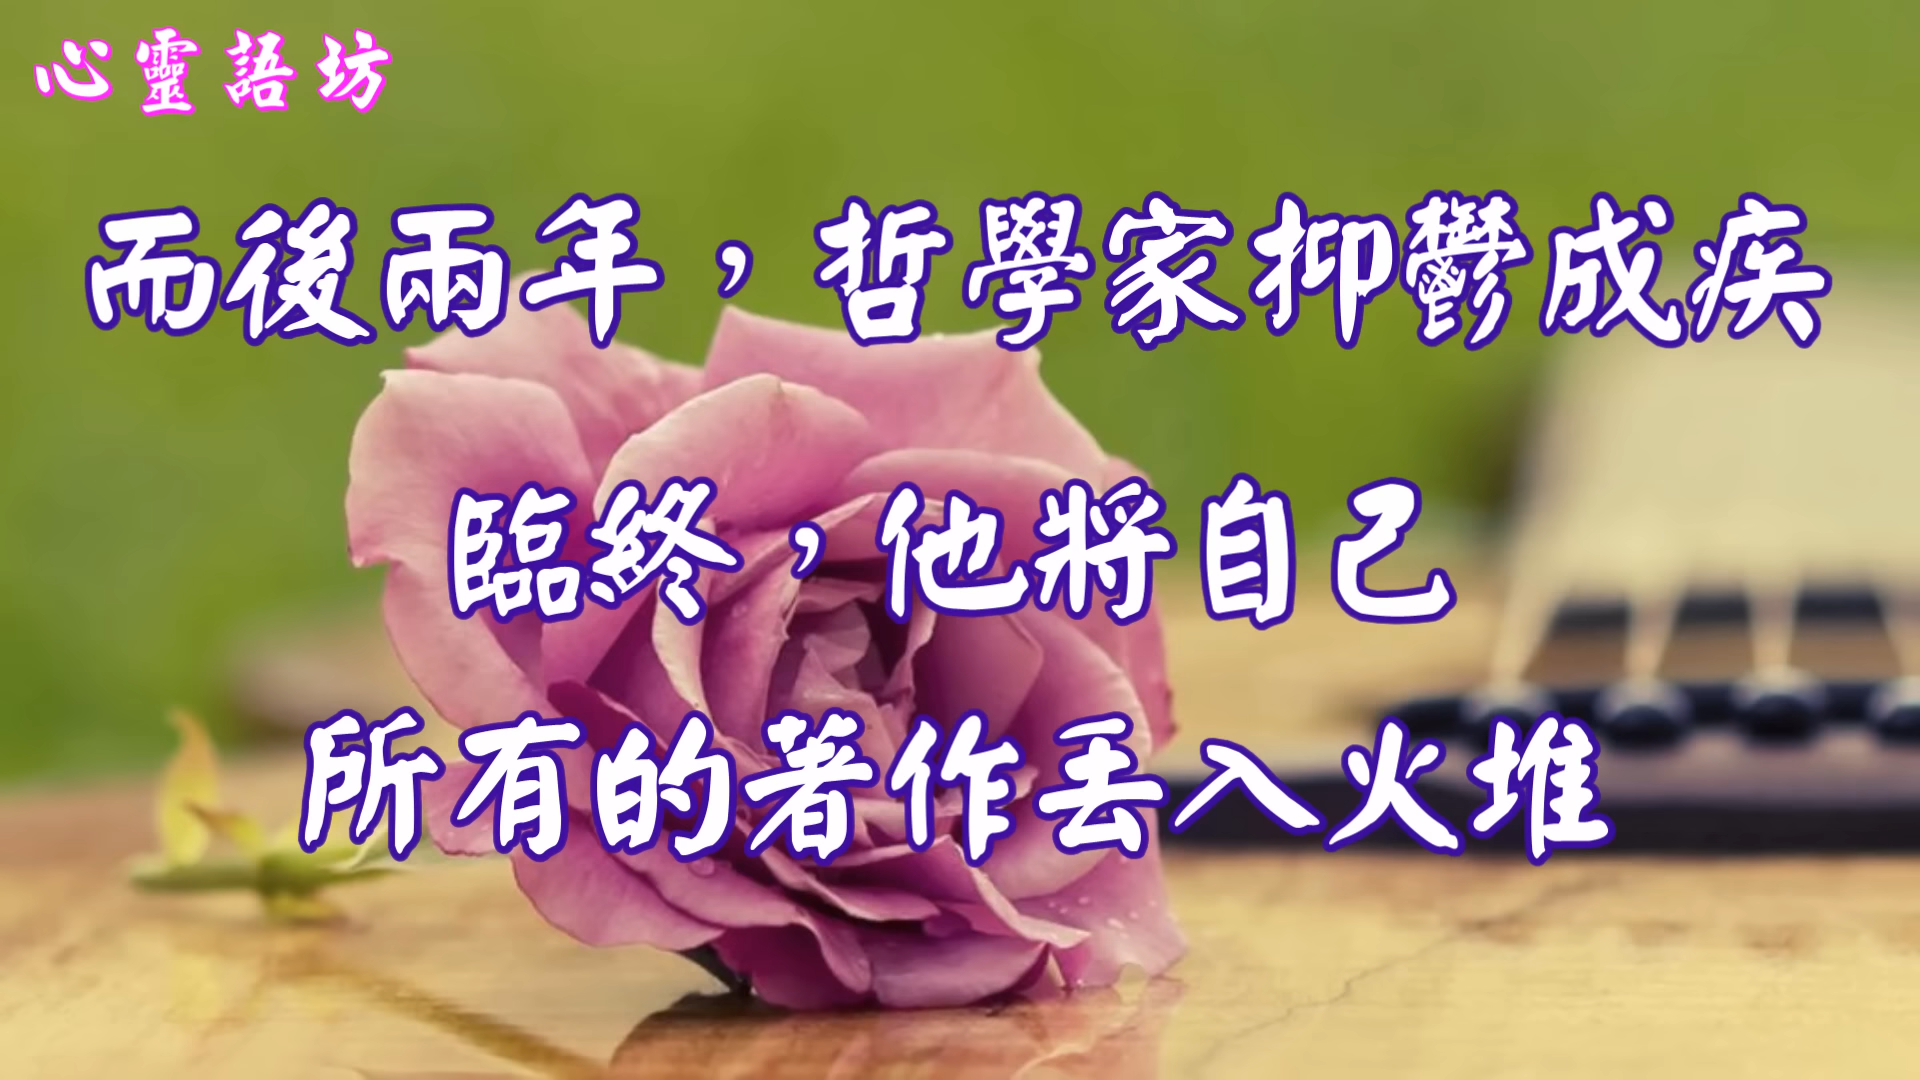 心靈語坊
而後兩年，哲學家抑鬱成疾
臨終，他將自己
所有的著作丟入火堆